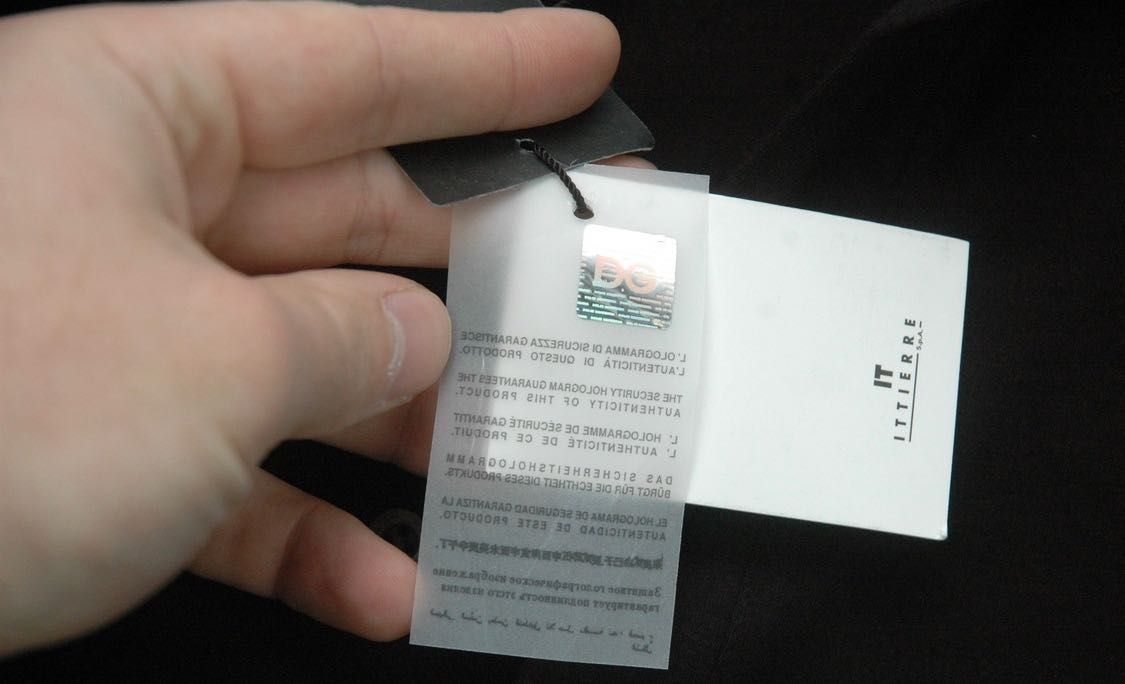 DG
L'OLOGRAMMA DI SICUREZZA GARANTISCE
L'AUTENTICITÀ DI QUESTO PRODOTTO.
THE SECURITY HOLOGRAM GUARANTEES THE
AUTHENTICITY OF THIS PRODUCT.
L' HOLOGRAMME DE SÉCURITÉ GARANTIT
L' AUTHENTICITÉ DE CE PRODUIT.
DAS SICHERHEITSHOLOGRAMM
BÜRGT FÜR DIE ECHTHEIT DIESES PRODUKTS.
EL HOLOGRAMA DE SEGURIDAD GARANTIZA LA
AUTENTICIDAD DE ESTE PRODUCTO.
Защитное голографическое изображение
гарантирует подлинность этого изделия
IT
ITTIERRE
S.p.A.